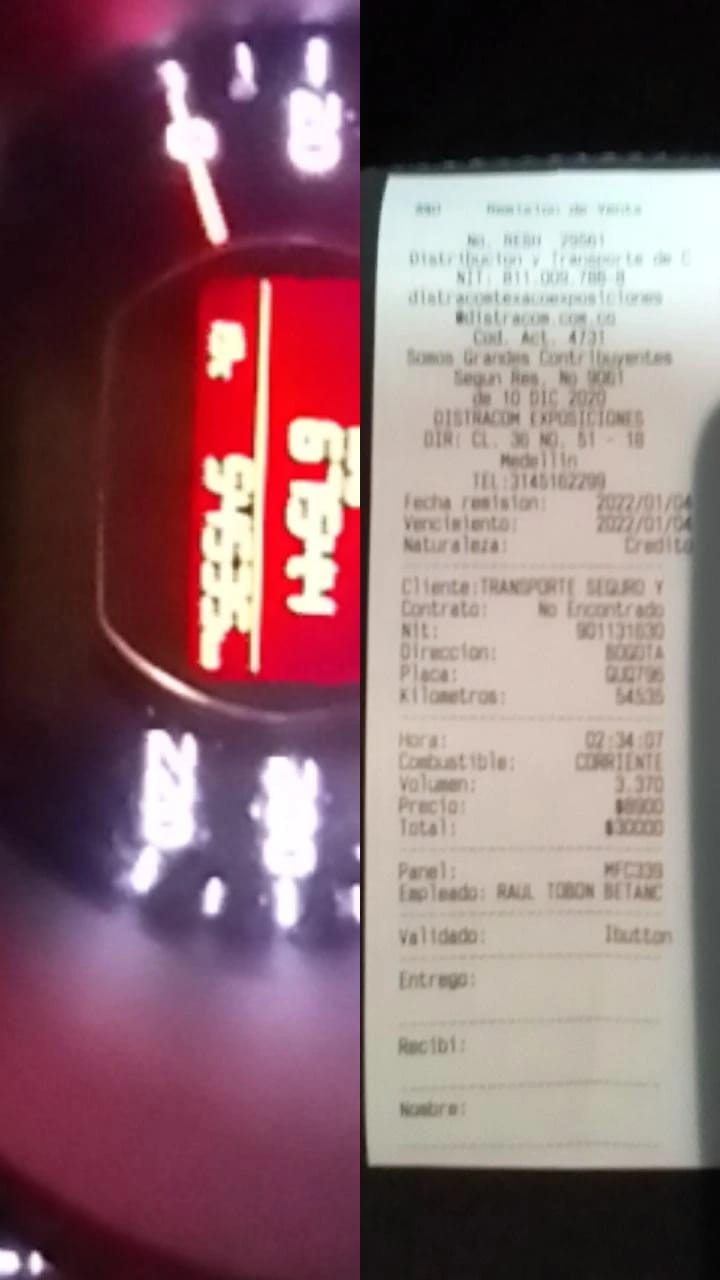 0
20
220
200
Remision de Venta
No. RESH 29561
Distribucion y Transporte de C
NIT: 811.009.788-8
distracomtexacoexposiciones
@distracom.com.co
Cod. Act. 4731
Somos Grandes Contribuyentes
Segun Res. No 9061
de 10 DIC 2020
DISTRACOM EXPOSICIONES
DIR: CL. 36 NO. 51 - 18
Medellin
TEL:3145162299
Fecha remision: 2022/01/04
Vencimiento: 2022/01/04
Naturaleza: Credito
Cliente:TRANSPORTE SEGURO Y
Contrato: No Encontrado
Nit: 901131630
Direccion: BOGOTA
Placa:
Kilometros: 54535
Hora: 02:34:07
Combustible: CORRIENTE
Volumen: 3.370
Precio: $8900
Total: $30000
Panel: MFC339
Empleado: RAUL TOBON BETANC
Validado: Ibutton
Entrego:
Recibi:
Nombre: